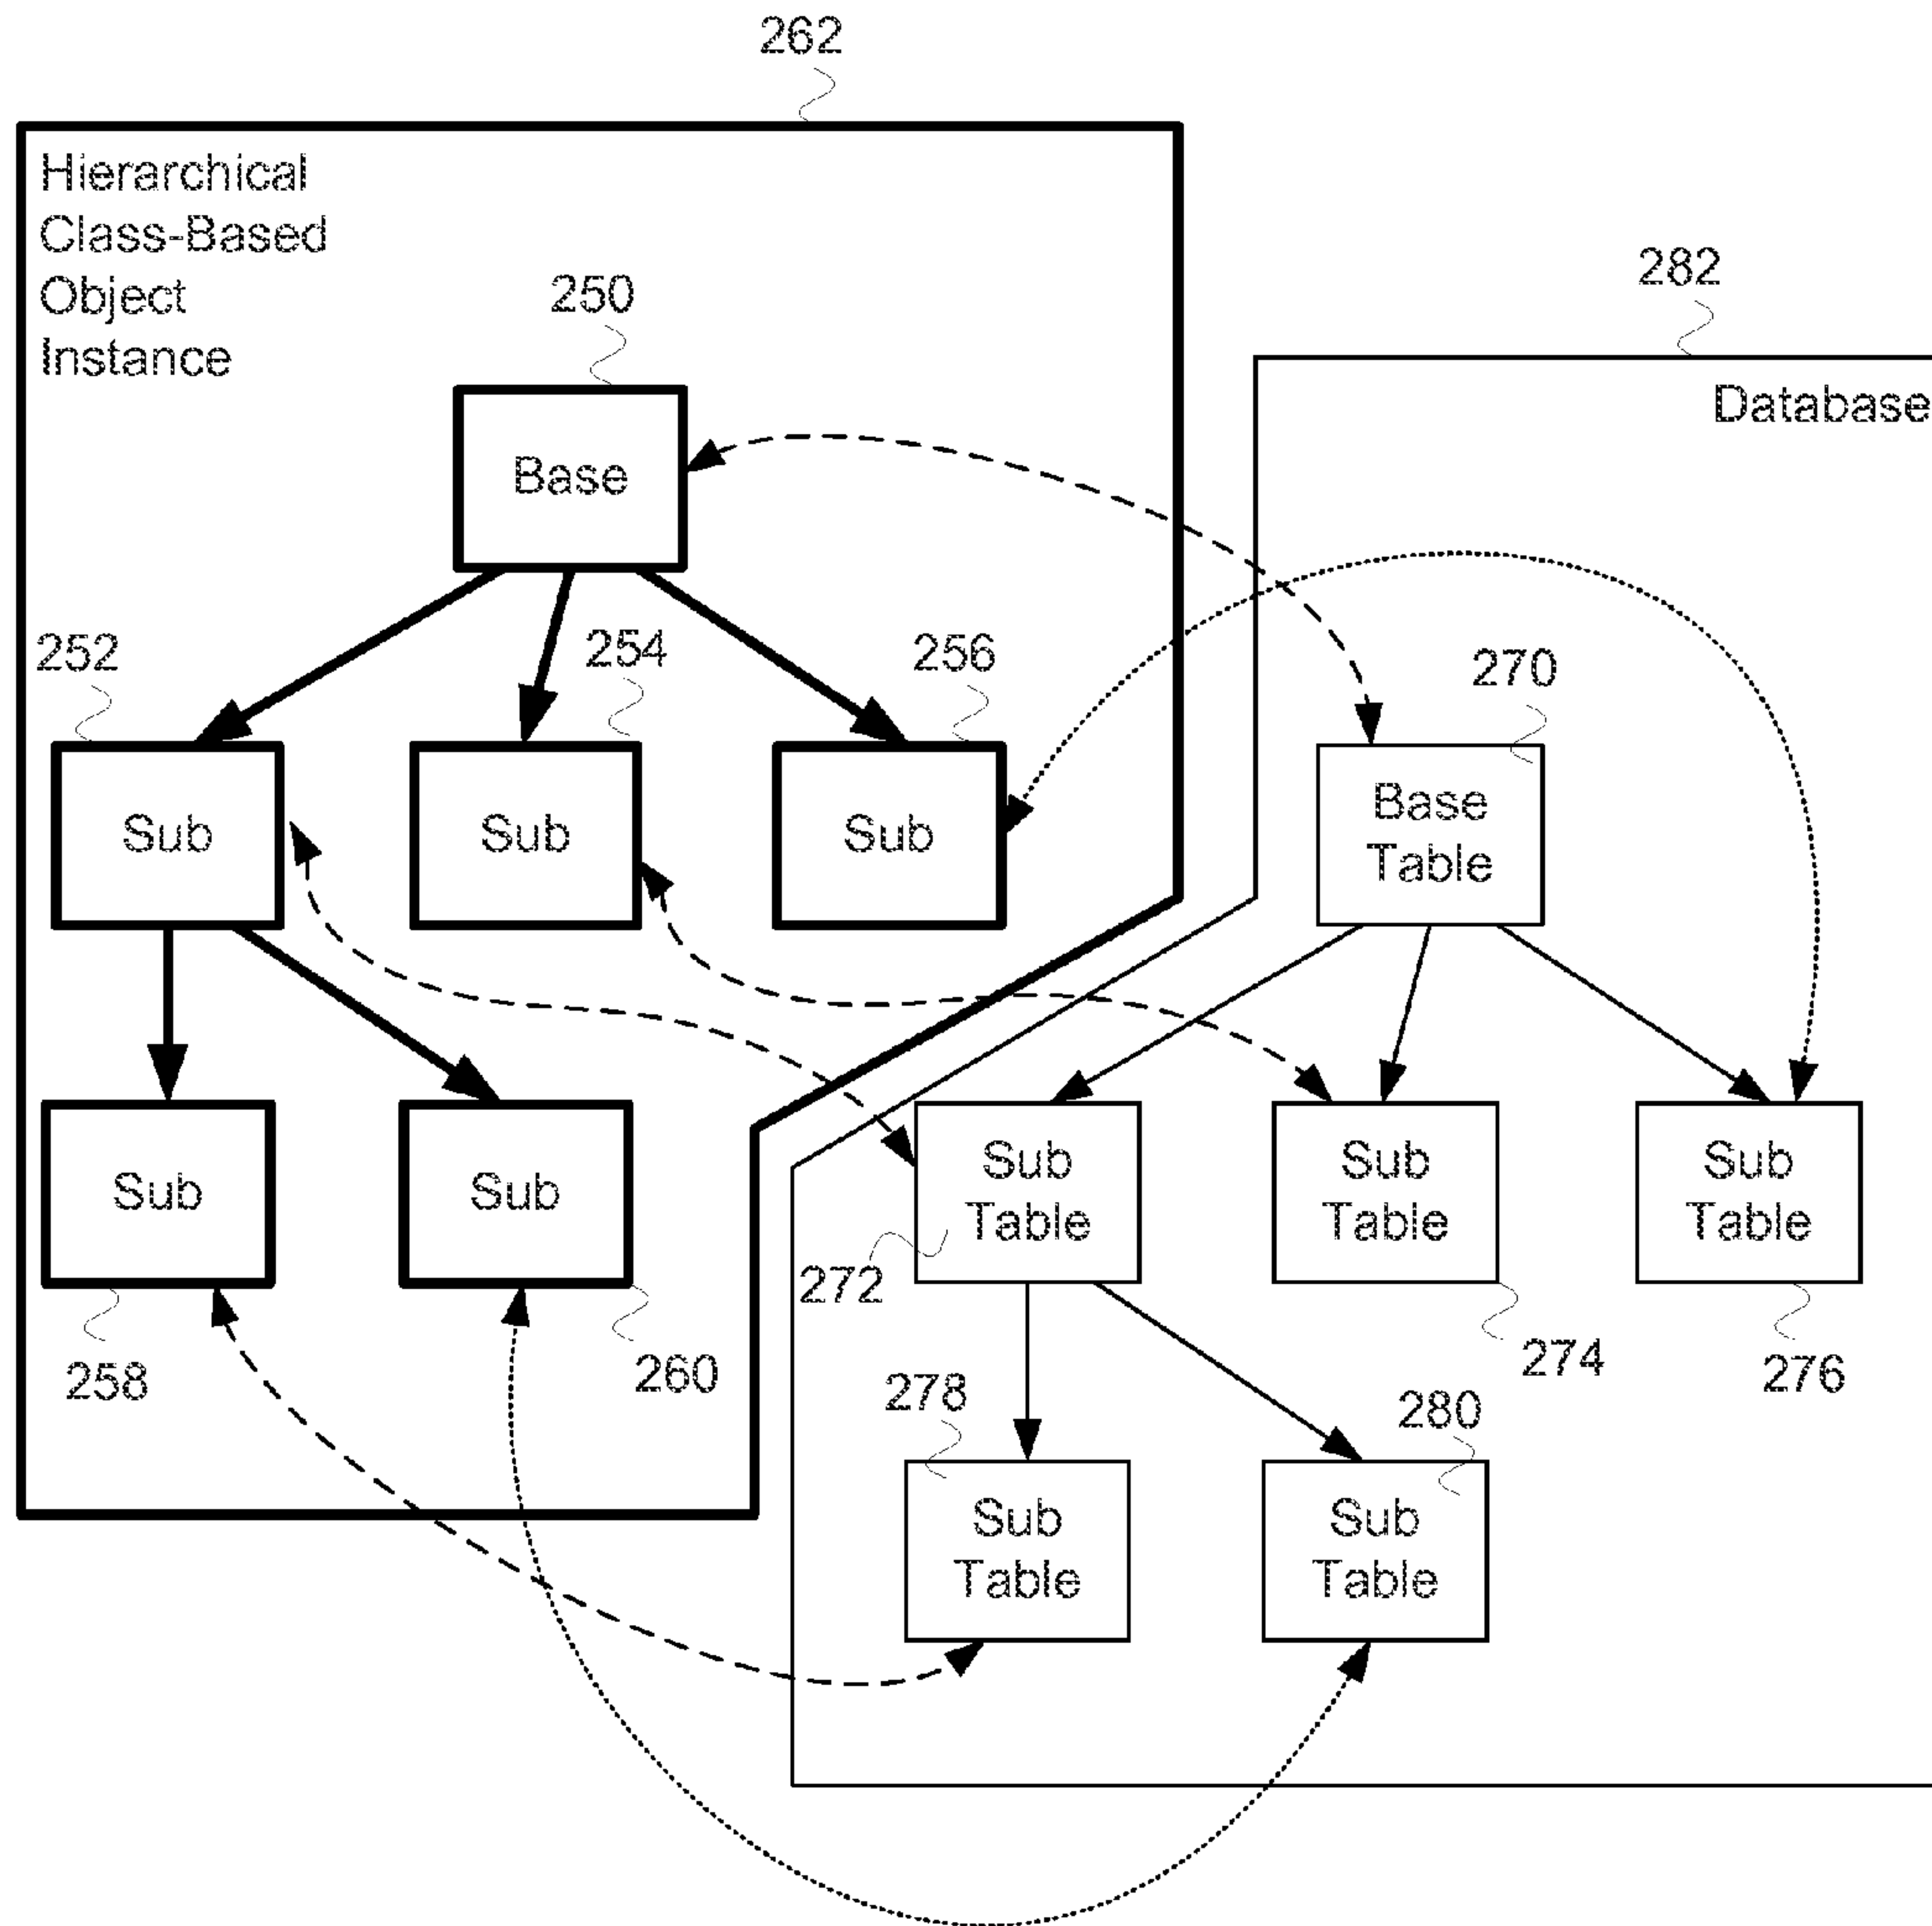 262
Hierarchical
Class-Based
Object
Instance
250
282
Database
Base
252
254
256
270
Sub
Sub
Sub
Base
Table
Sub
Sub
Sub
Table
Sub
Table
Sub
Table
272
258
260
274
276
278
280
Sub
Table
Sub
Table